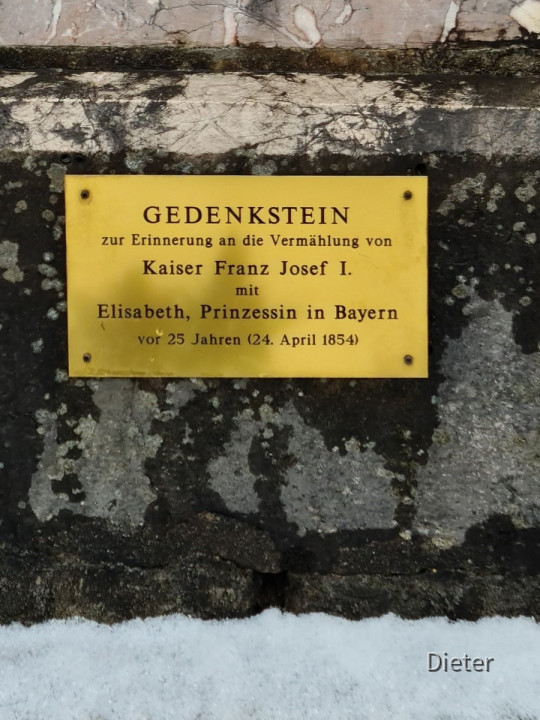 GEDENKSTEIN
zur Erinnerung an die Vermählung von
Kaiser Franz Josef I.
mit
Elisabeth, Prinzessin in Bayern
vor 25 Jahren (24. April 1854)
Dieter